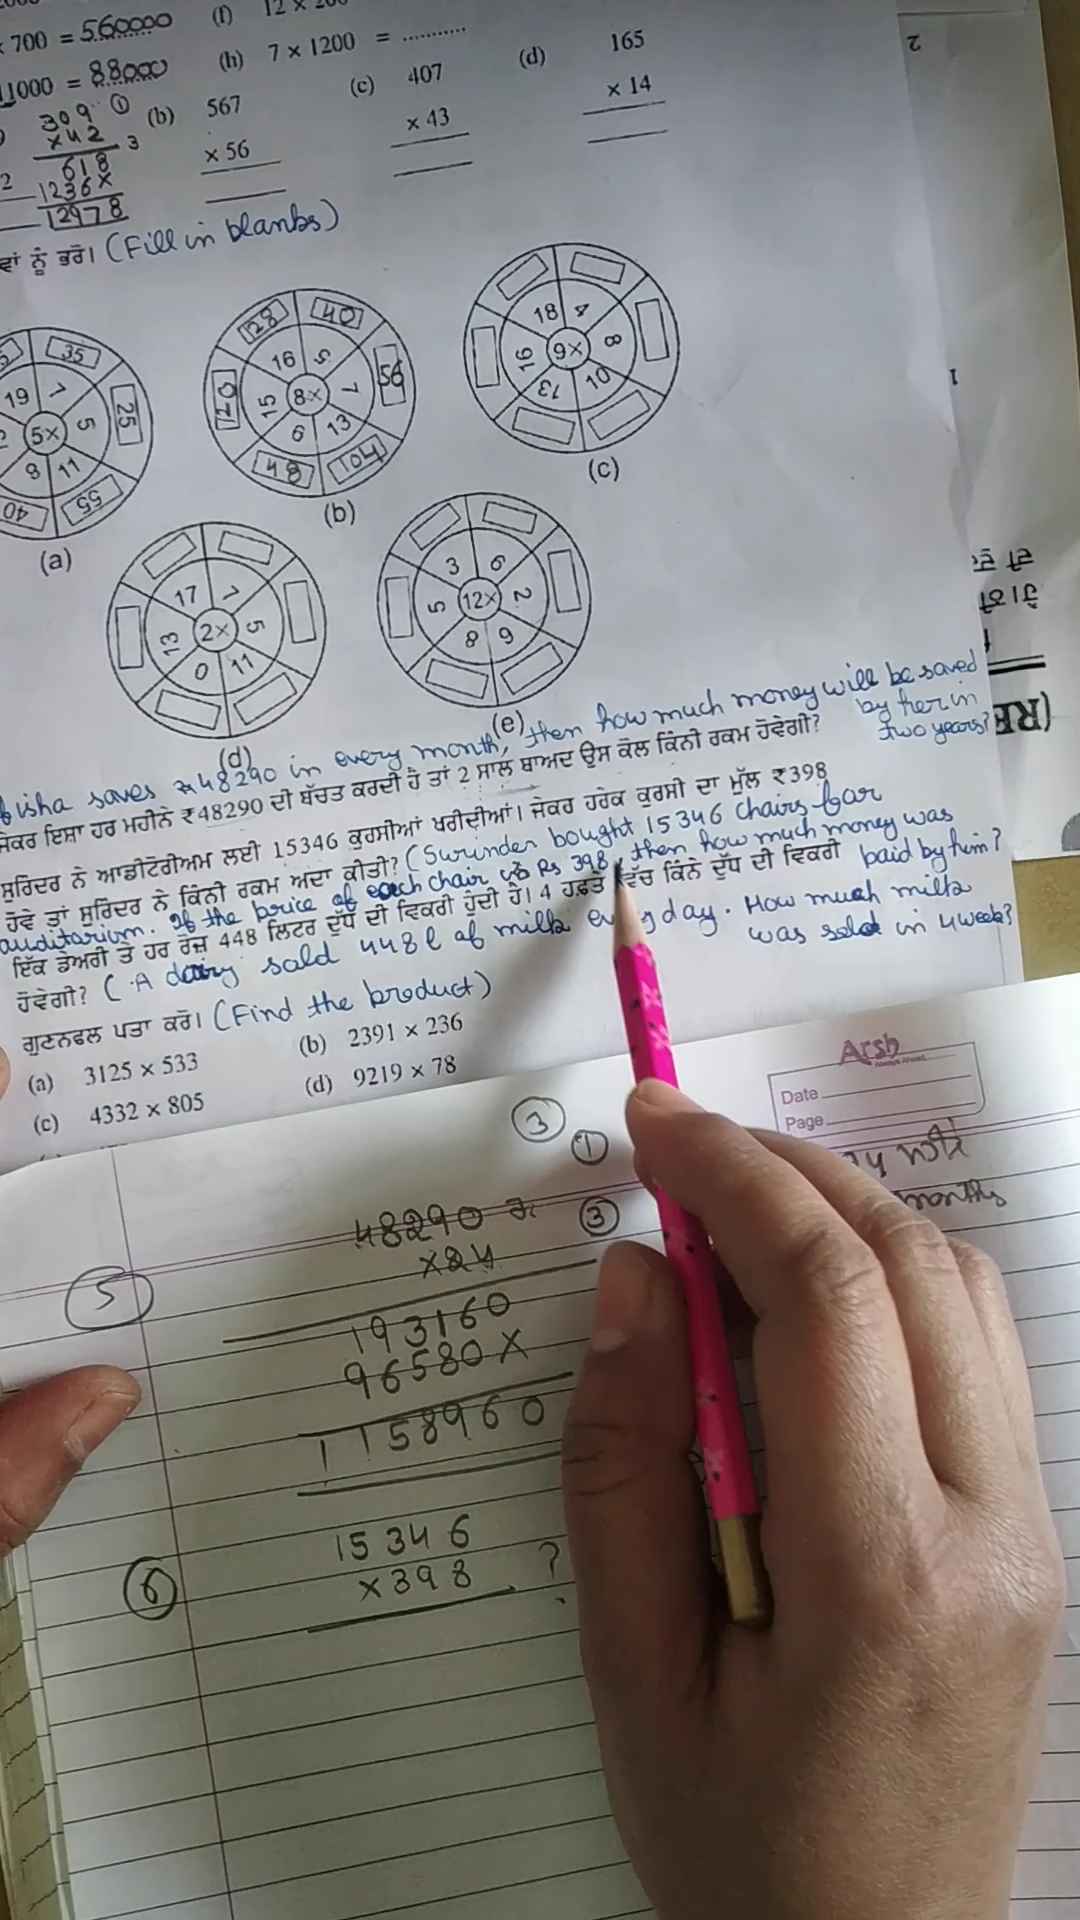 × 700 = 560000 (f)
1000 = 88000 (h) 7 × 1200 = ...........
309 ① (b) 567 (c) 407 (d) 165
×42 3 × 56 × 43 × 14
618
1236×
12978
ਨੂੰ ਭਰੋ। (Fill in blanks)
35 25 55 40 19 7 5 11 8 5×
(a)
128 40 56 104 48 120 16 5 7 13 6 15 8×
(b)
18 4 8 10 13 16 9×
(c)
17 7 5 11 0 13 2×
(d)
3 6 2 9 8 5 12×
(e)
isha saves ₹48290 in every month, then how much money will be saved
by her in
two years?
ਜੇਕਰ ਇਸ਼ਾ ਹਰ ਮਹੀਨੇ ₹48290 ਦੀ ਬੱਚਤ ਕਰਦੀ ਹੈ ਤਾਂ 2 ਸਾਲ ਬਾਅਦ ਉਸ ਕੋਲ ਕਿੰਨੀ ਰਕਮ ਹੋਵੇਗੀ?
ਸੁਰਿੰਦਰ ਨੇ ਆਡੀਟੋਰੀਅਮ ਲਈ 15346 ਕੁਰਸੀਆਂ ਖਰੀਦੀਆਂ। ਜੇਕਰ ਹਰੇਕ ਕੁਰਸੀ ਦਾ ਮੁੱਲ ₹398
ਹੋਵੇ ਤਾਂ ਸੁਰਿੰਦਰ ਨੇ ਕਿੰਨੀ ਰਕਮ ਅਦਾ ਕੀਤੀ? (Surinder bought 15346 chairs for
auditorium. If the price of each chair is Rs 398, then how much money was
paid by him?
ਇੱਕ ਡੇਅਰੀ ਤੋਂ ਹਰ ਰੋਜ਼ 448 ਲਿਟਰ ਦੁੱਧ ਦੀ ਵਿਕਰੀ ਹੁੰਦੀ ਹੈ। 4 ਹਫ਼ਤੇ ਵਿੱਚ ਕਿੰਨੇ ਦੁੱਧ ਦੀ ਵਿਕਰੀ
ਹੋਵੇਗੀ? (A dairy sald 448 l of milk every day. How much milk
was sold in 4 week?
ਗੁਣਨਫਲ ਪਤਾ ਕਰੋ। (Find the product)
(a) 3125 × 533 (b) 2391 × 236
(c) 4332 × 805 (d) 9219 × 78
Arsh
Date
Page
③
①
③
months
⑤ 48290
×24
193160
96580×
1158960
⑥ 15346
×398 ?
2
1
(RE